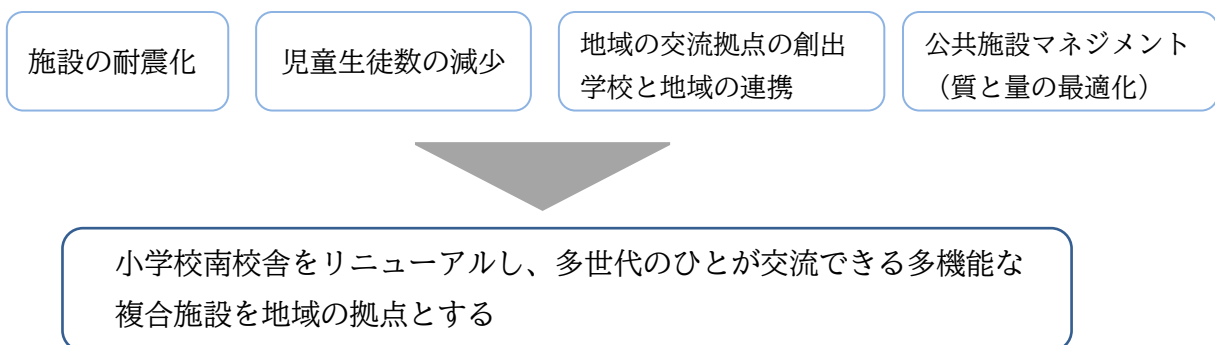 施設の耐震化
児童生徒数の減少
地域の交流拠点の創出
学校と地域の連携
公共施設マネジメント
（質と量の最適化）
小学校南校舎をリニューアルし、多世代のひとが交流できる多機能な
複合施設を地域の拠点とする